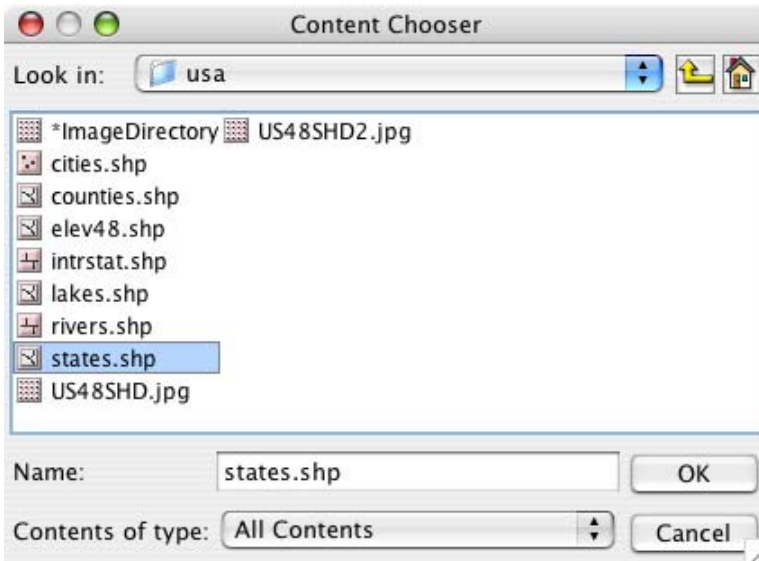 Content Chooser
Look in: usa
*ImageDirectory US48SHD2.jpg
cities.shp
counties.shp
elev48.shp
intrstat.shp
lakes.shp
rivers.shp
states.shp
US48SHD.jpg
Name: states.shp OK
Contents of type: All Contents Cancel